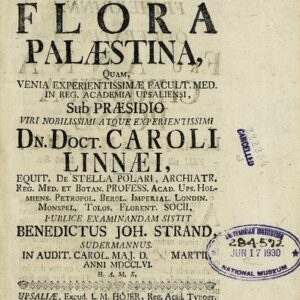 FLORA
PALÆSTINA,
QUAM,
VENIA EXPERIENTISSIMÆ FACULT. MED.
IN REG. ACADEMIA UPSALIENSI,
SUB PRÆSIDIO
VIRI NOBILISSIMI ATQUE EXPERIENTISSIMI
DN. DOCT. CAROLI
LINNÆI,
EQUIT. DE STELLA POLARI, ARCHIATR.
REG. MED. ET BOTAN. PROFESS. ACAD. UPS. HOL-
MIENS. PETROPOL. BEROL. IMPERIAL. LONDIN.
MONSPEL. TOLOS. FLORENT. SOCII,
PUBLICE EXAMINANDAM SISTIT
BENEDICTUS JOH. STRAND,
SUDERMANNUS.
IN AUDIT. CAROL. MAJ. D. MARTII
ANNI MDCCLVI.
H. A. M. S.
UPSALIÆ, Excud. L. M. HÖJER, Reg. Acad. Typogr.
CANCELLED
284597
JUN 17 1930
NATIONAL MUSEUM